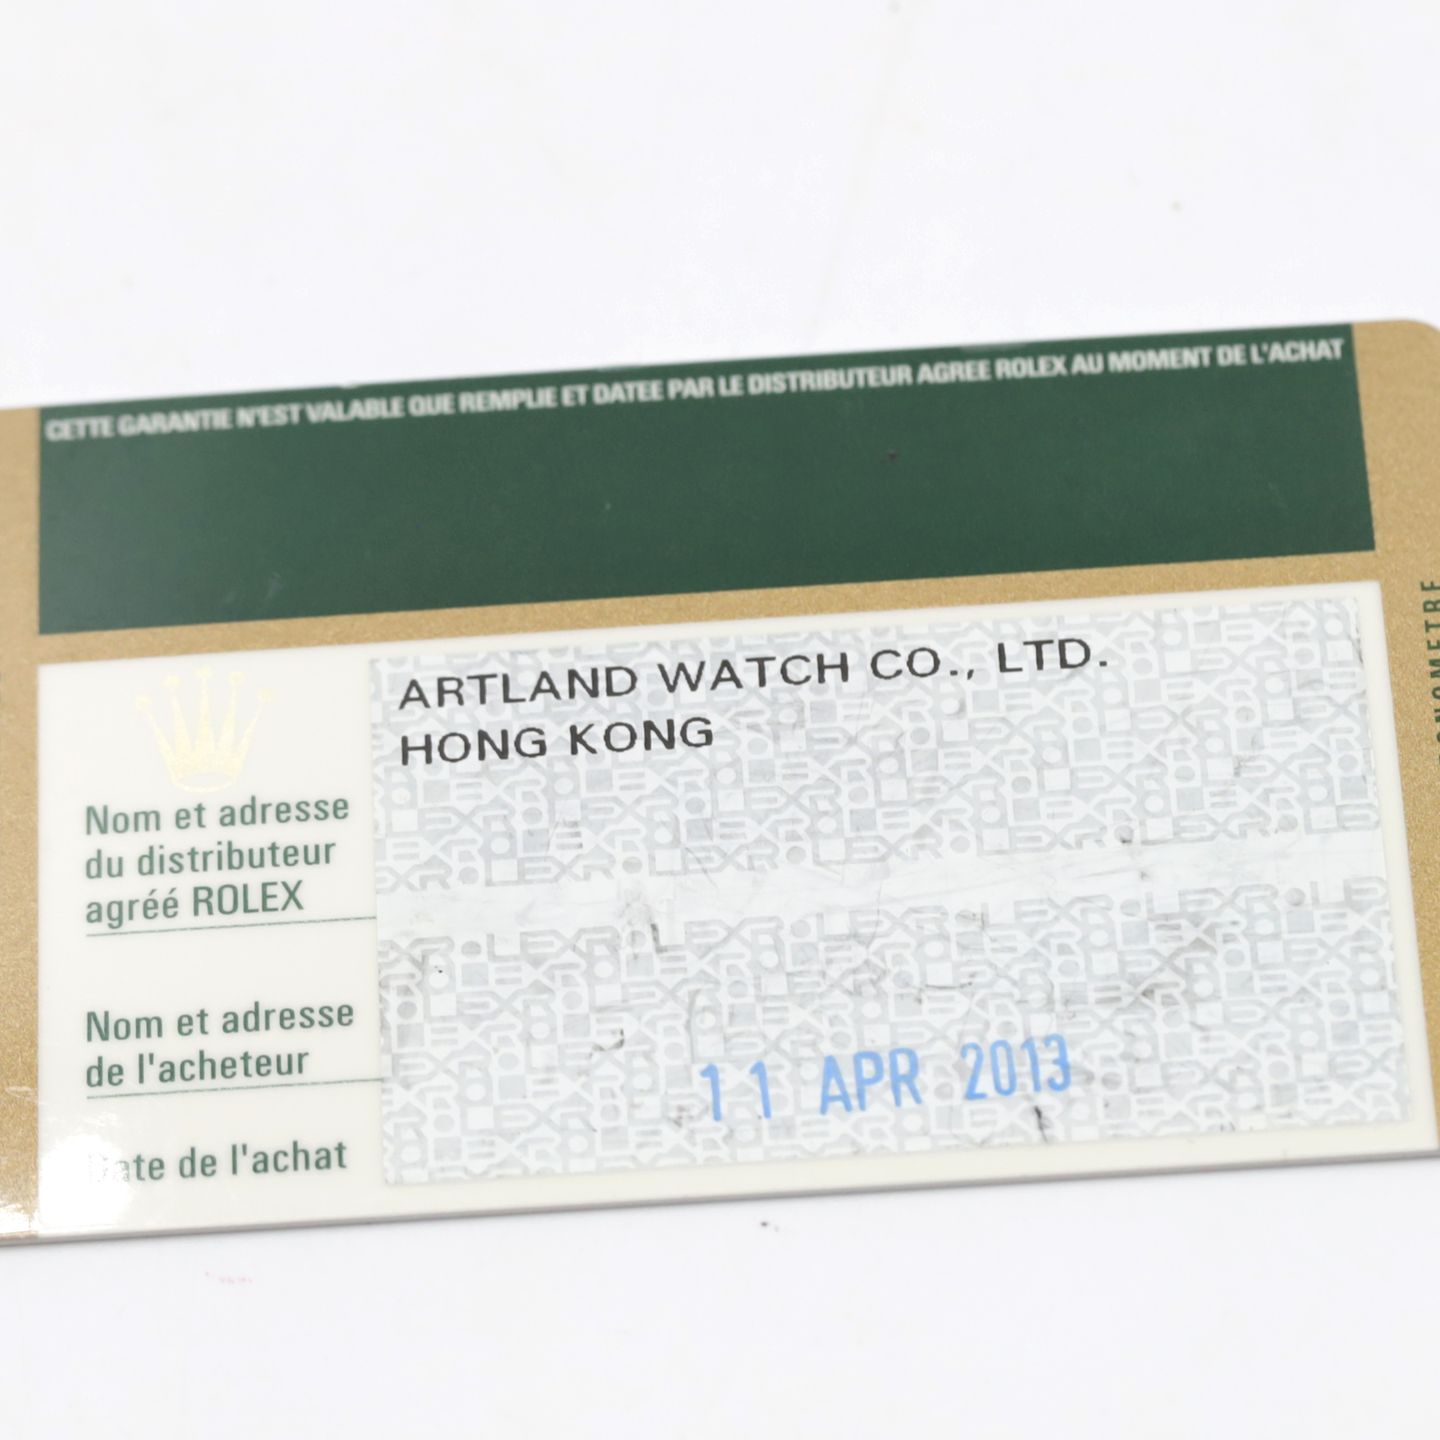 CETTE GARANTIE N'EST VALABLE QUE REMPLIE ET DATEE PAR LE DISTRIBUTEUR AGREE ROLEX AU MOMENT DE L'ACHAT
ARTLAND WATCH CO., LTD.
HONG KONG
Nom et adresse
du distributeur
agréé ROLEX
Nom et adresse
de l'acheteur
11 APR 2013
Date de l'achat